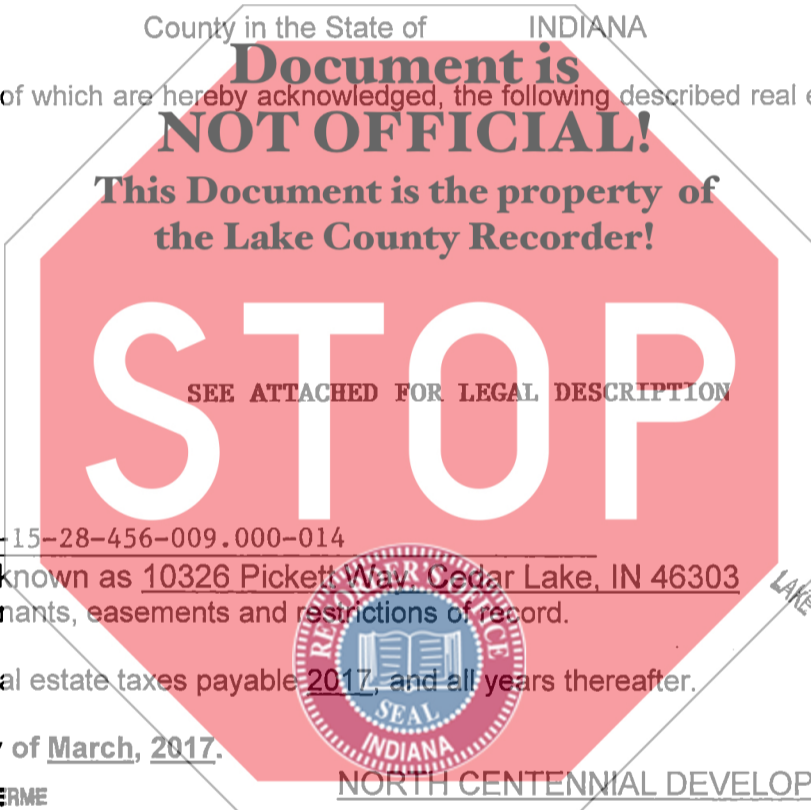 County in the State of INDIANA
Document is
of which are hereby acknowledged, the following described real
NOT OFFICIAL!
This Document is the property of
the Lake County Recorder!
STOP
SEE ATTACHED FOR LEGAL DESCRIPTION
-15-28-456-009.000-014
known as 10326 Pickett Way, Cedar Lake, IN 46303
LAKE
nants, easements and restrictions of record.
al estate taxes payable 2017, and all years thereafter.
of March, 2017.
RECORDER'S OFFICE
SEAL
INDIANA
NORTH CENTENNIAL DEVELOP
ERME